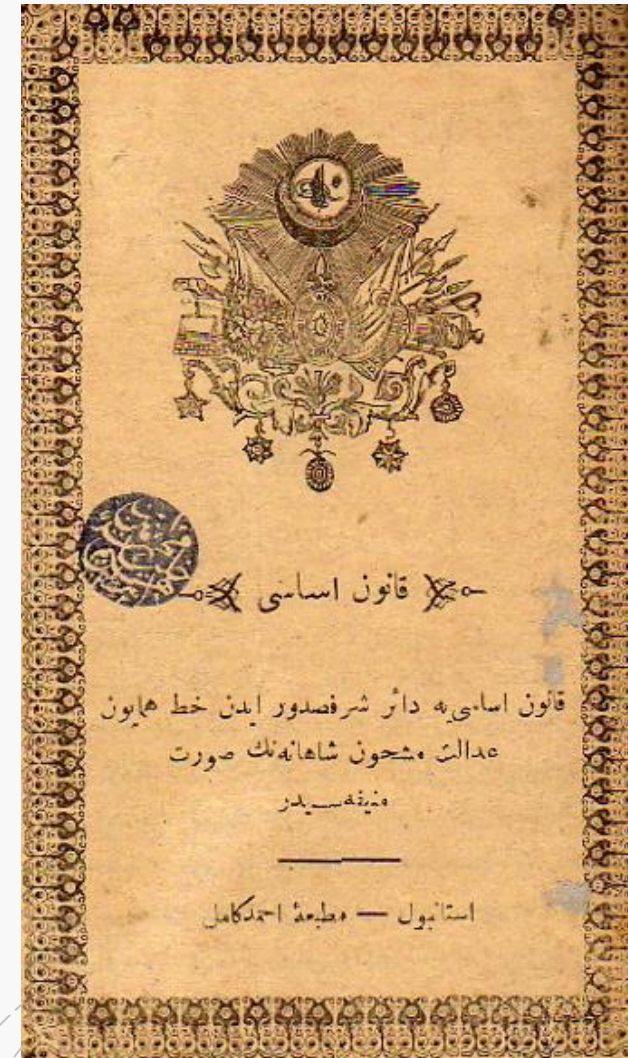 قانون اساسی
قانون اساسی‌یه دائر شرفصدور ایدن خط همایون
عدالت مشحون شاهانه‌نك صورت
منیفه‌سیدر
استانبول — مطبعهٔ احمد كامل